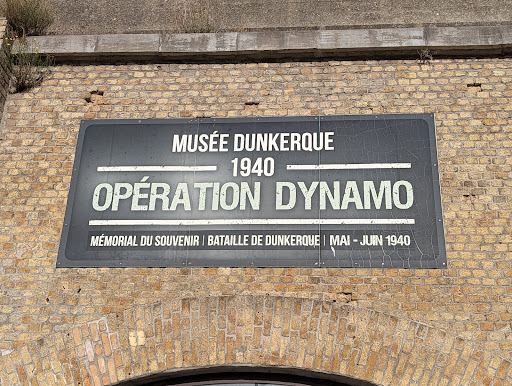 MUSÉE DUNKERQUE
1940
OPÉRATION DYNAMO
MÉMORIAL DU SOUVENIR | BATAILLE DE DUNKERQUE | MAI - JUIN 1940